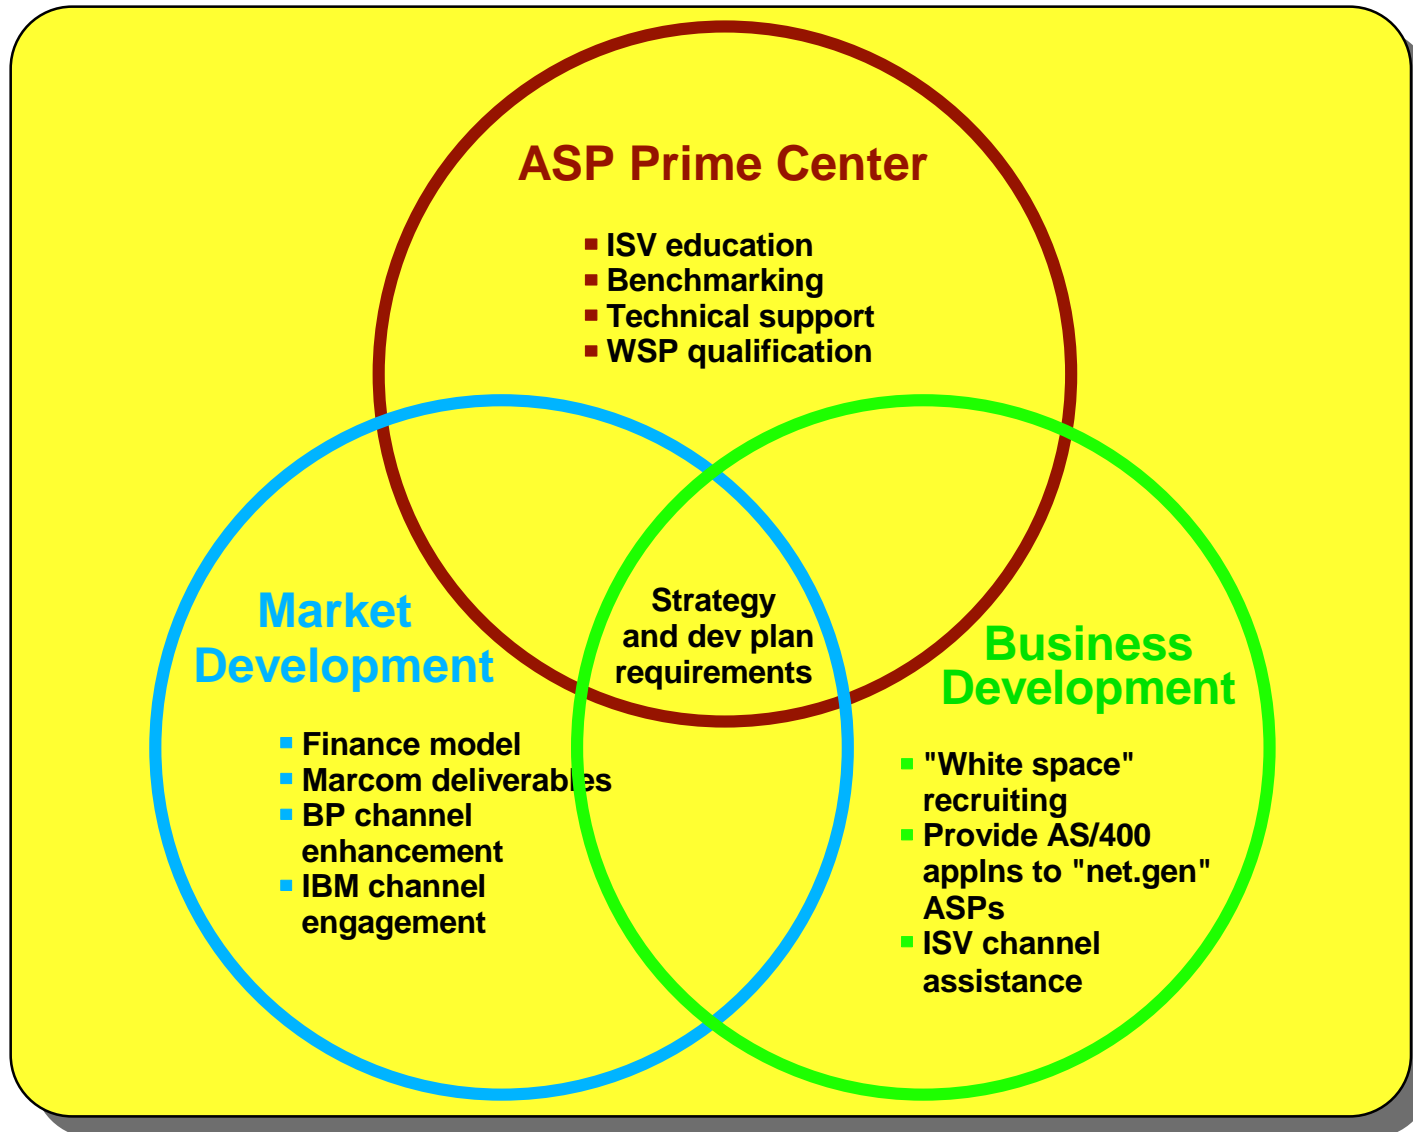 ASP Prime Center
ISV education
Benchmarking
Technical support
WSP qualification
Strategy
and dev plan
requirements
Market
Development
Finance model
Marcom deliverables
BP channel
enhancement
IBM channel
engagement
Business
Development
"White space"
recruiting
Provide AS/400
applns to "net.gen"
ASPs
ISV channel
assistance